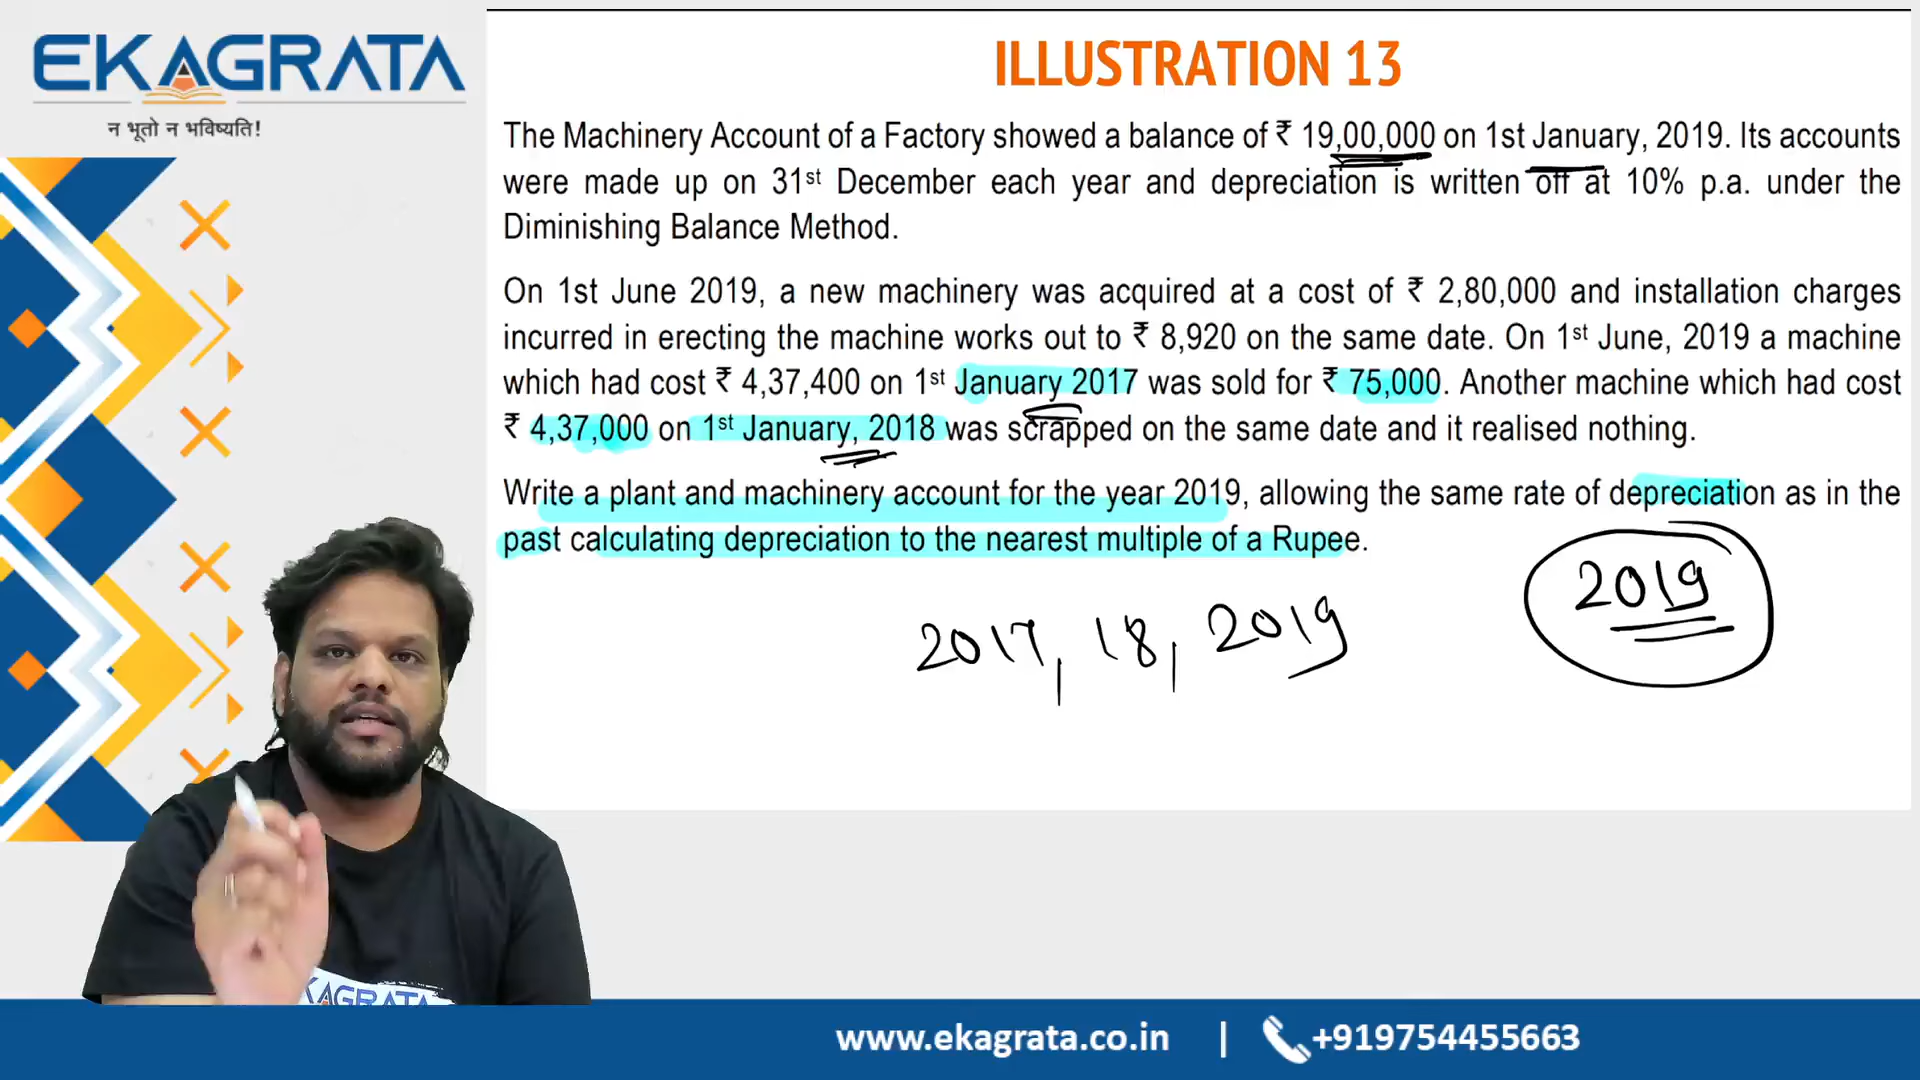 EKAGRATA
न भूतो न भविष्यति!
ILLUSTRATION 13
The Machinery Account of a Factory showed a balance of ₹ 19,00,000 on 1st January, 2019. Its accounts
were made up on 31st December each year and depreciation is written off at 10% p.a. under the
Diminishing Balance Method.
On 1st June 2019, a new machinery was acquired at a cost of ₹ 2,80,000 and installation charges
incurred in erecting the machine works out to ₹ 8,920 on the same date. On 1st June, 2019 a machine
which had cost ₹ 4,37,400 on 1st January 2017 was sold for ₹ 75,000. Another machine which had cost
₹ 4,37,000 on 1st January, 2018 was scrapped on the same date and it realised nothing.
Write a plant and machinery account for the year 2019, allowing the same rate of depreciation as in the
past calculating depreciation to the nearest multiple of a Rupee.
2019
2017, 18, 2019
KAGRATA
www.ekagrata.co.in | +919754455663